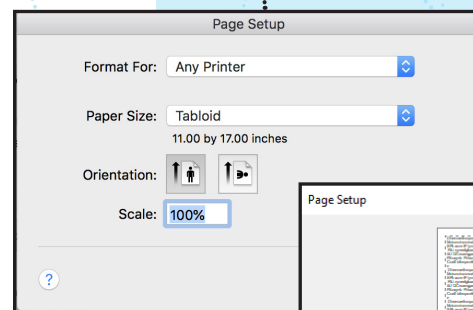 Page Setup
Format For: Any Printer
Paper Size: Tabloid
11.00 by 17.00 inches
Orientation:
Scale: 100%
?
Page Setup